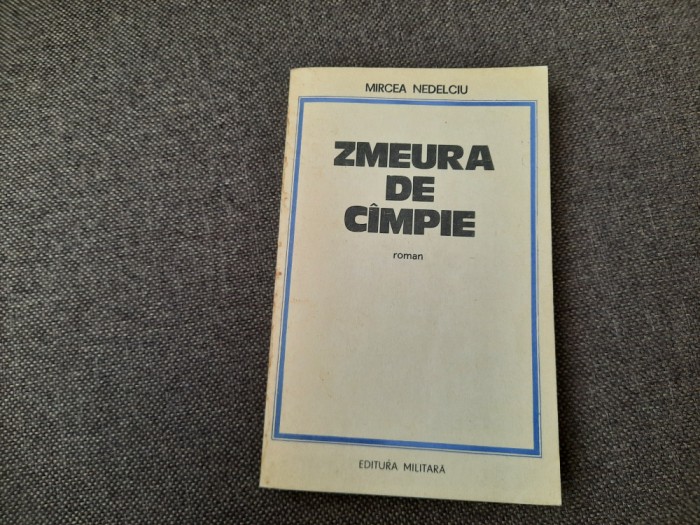 MIRCEA NEDELCIU
ZMEURA
DE
CÎMPIE
roman
EDITURA MILITARĂ